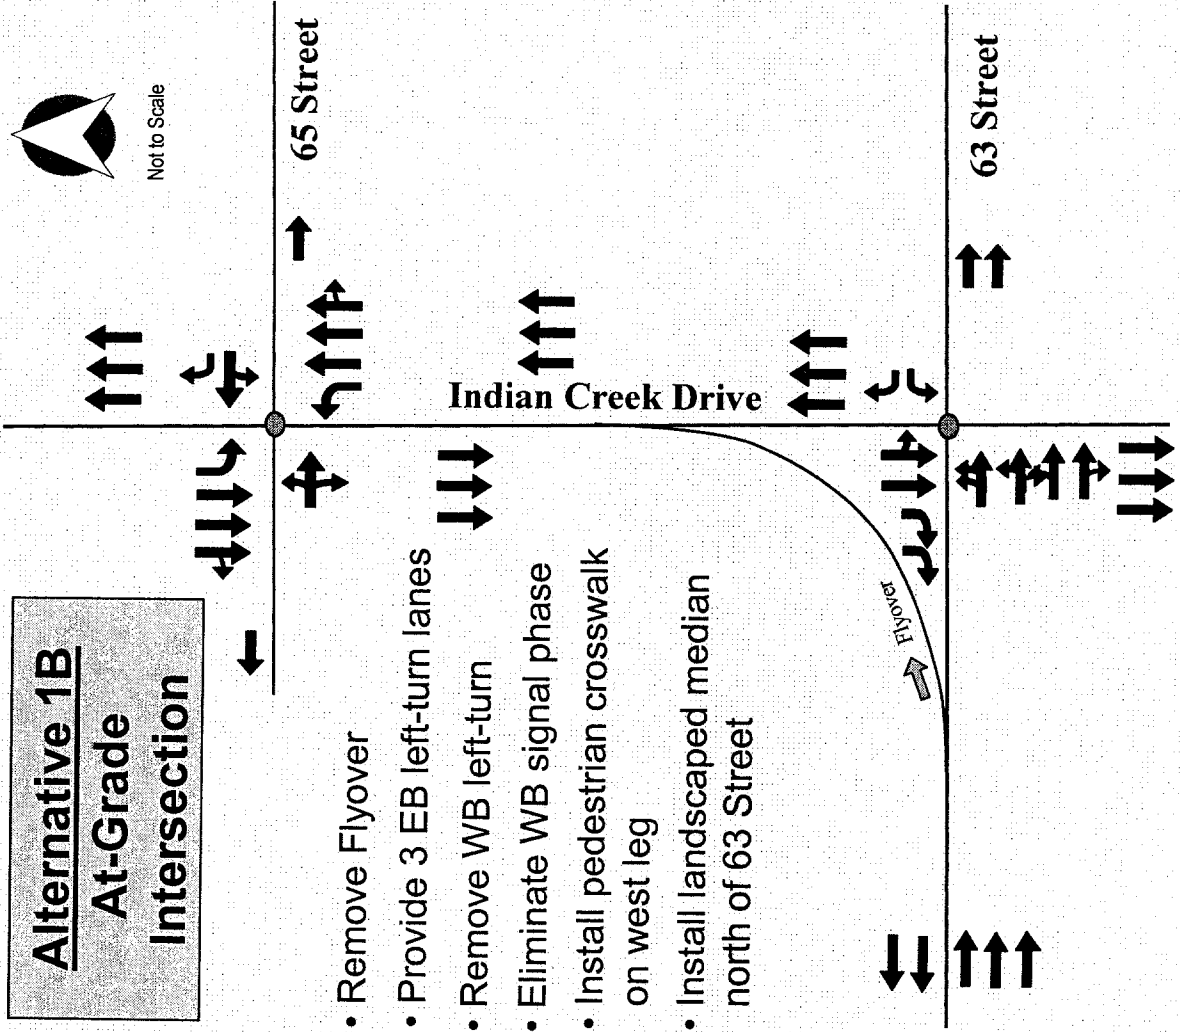 Alternative 1B
At-Grade
Intersection
Not to Scale
65 Street
Indian Creek Drive
63 Street
Flyover
• Remove Flyover
• Provide 3 EB left-turn lanes
• Remove WB left-turn
• Eliminate WB signal phase
• Install pedestrian crosswalk
on west leg
• Install landscaped median
north of 63 Street